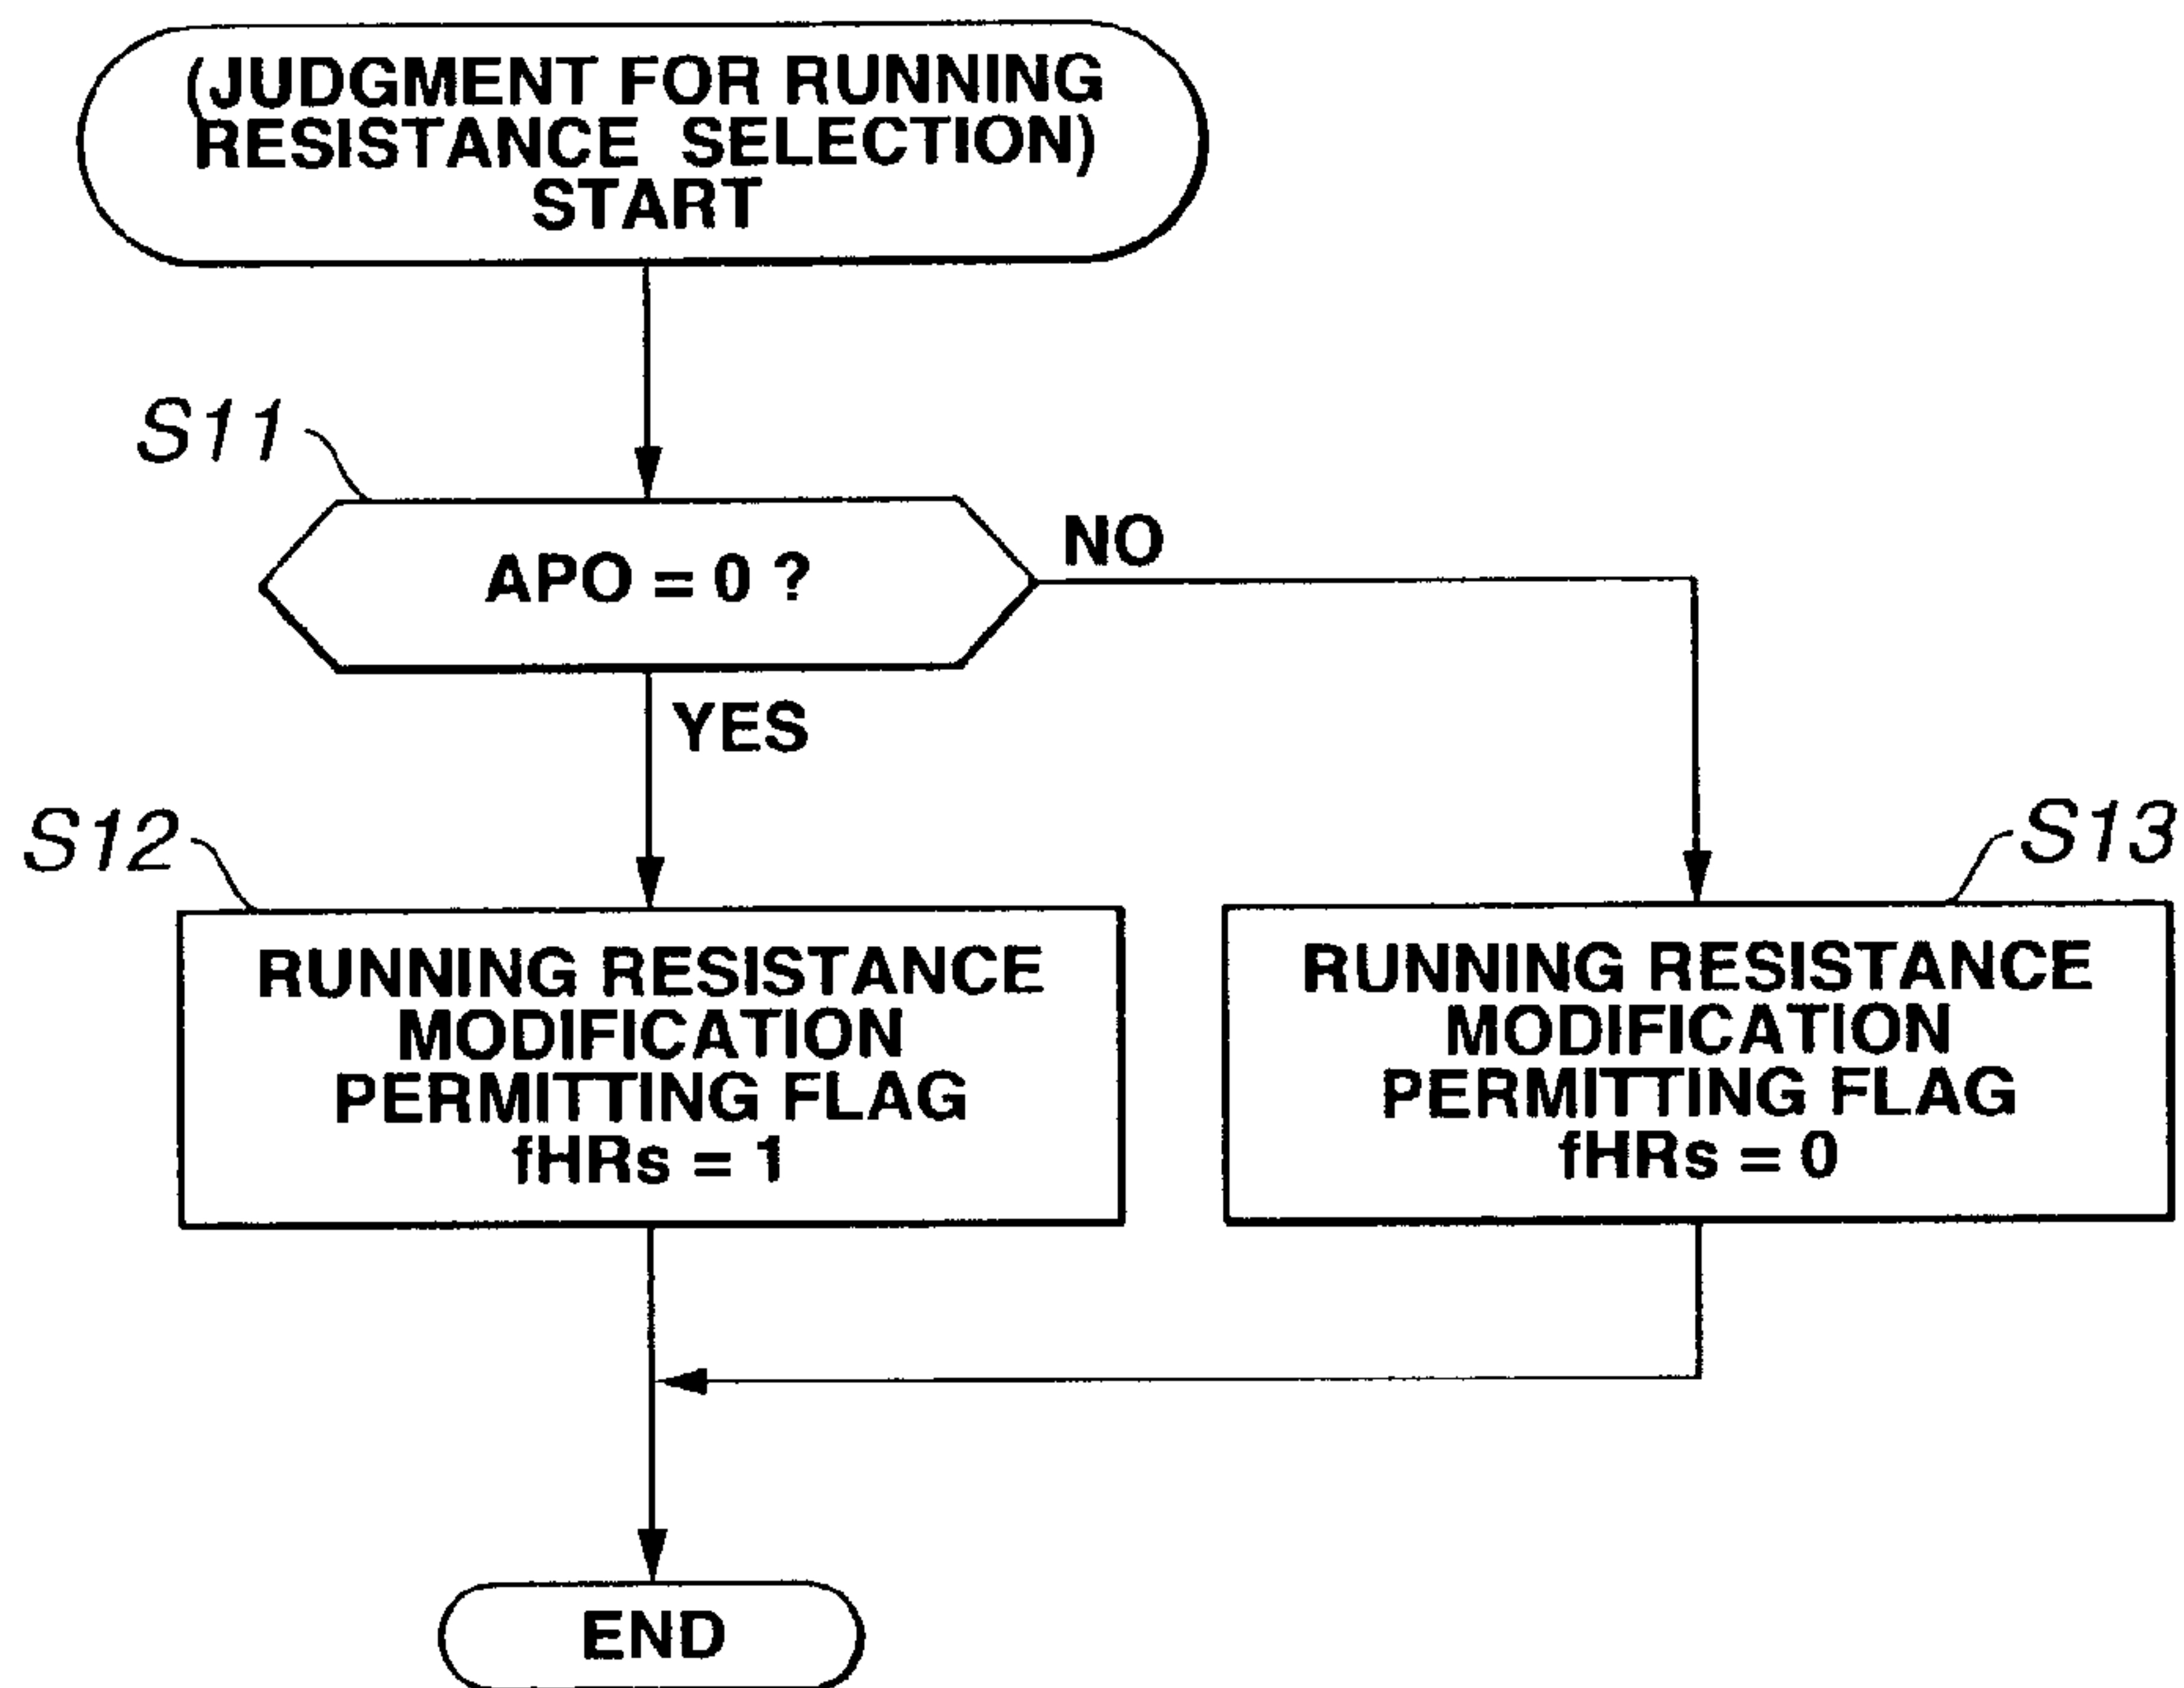 (JUDGMENT FOR RUNNING
RESISTANCE SELECTION)
START
S11
APO = 0 ?
NO
YES
S12
RUNNING RESISTANCE
MODIFICATION
PERMITTING FLAG
fHRs = 1
S13
RUNNING RESISTANCE
MODIFICATION
PERMITTING FLAG
fHRs = 0
END